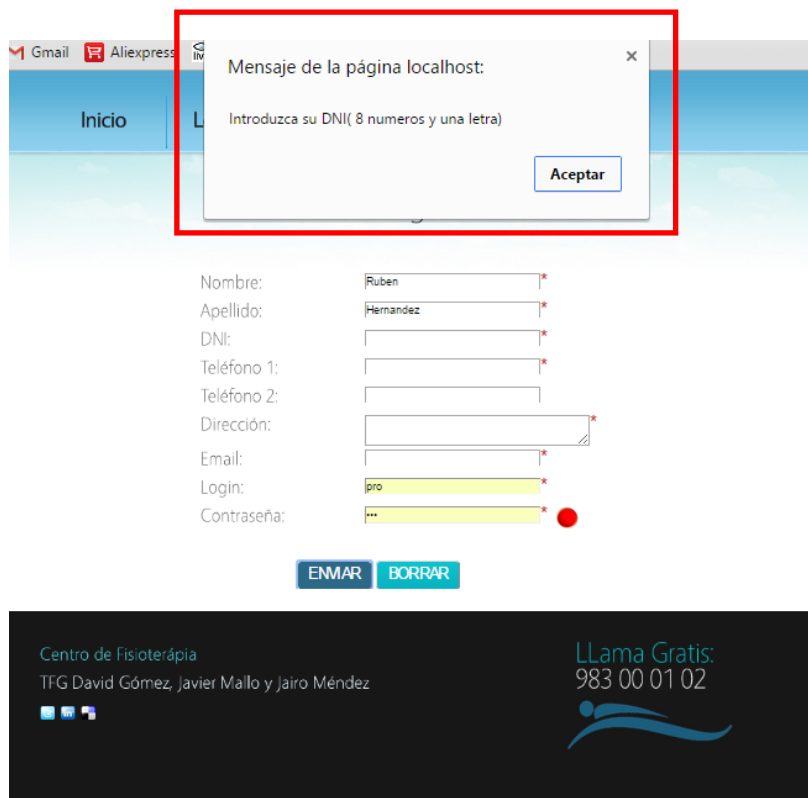 Gmail Aliexpress
Mensaje de la página localhost:
Introduzca su DNI( 8 numeros y una letra)
Aceptar
Inicio
Nombre: Ruben *
Apellido: Hernandez *
DNI: *
Teléfono 1: *
Teléfono 2:
Dirección: *
Email: *
Login: pro *
Contraseña: ••• *
ENVIAR BORRAR
Centro de Fisioterápia
TFG David Gómez, Javier Mallo y Jairo Méndez
LLama Gratis:
983 00 01 02